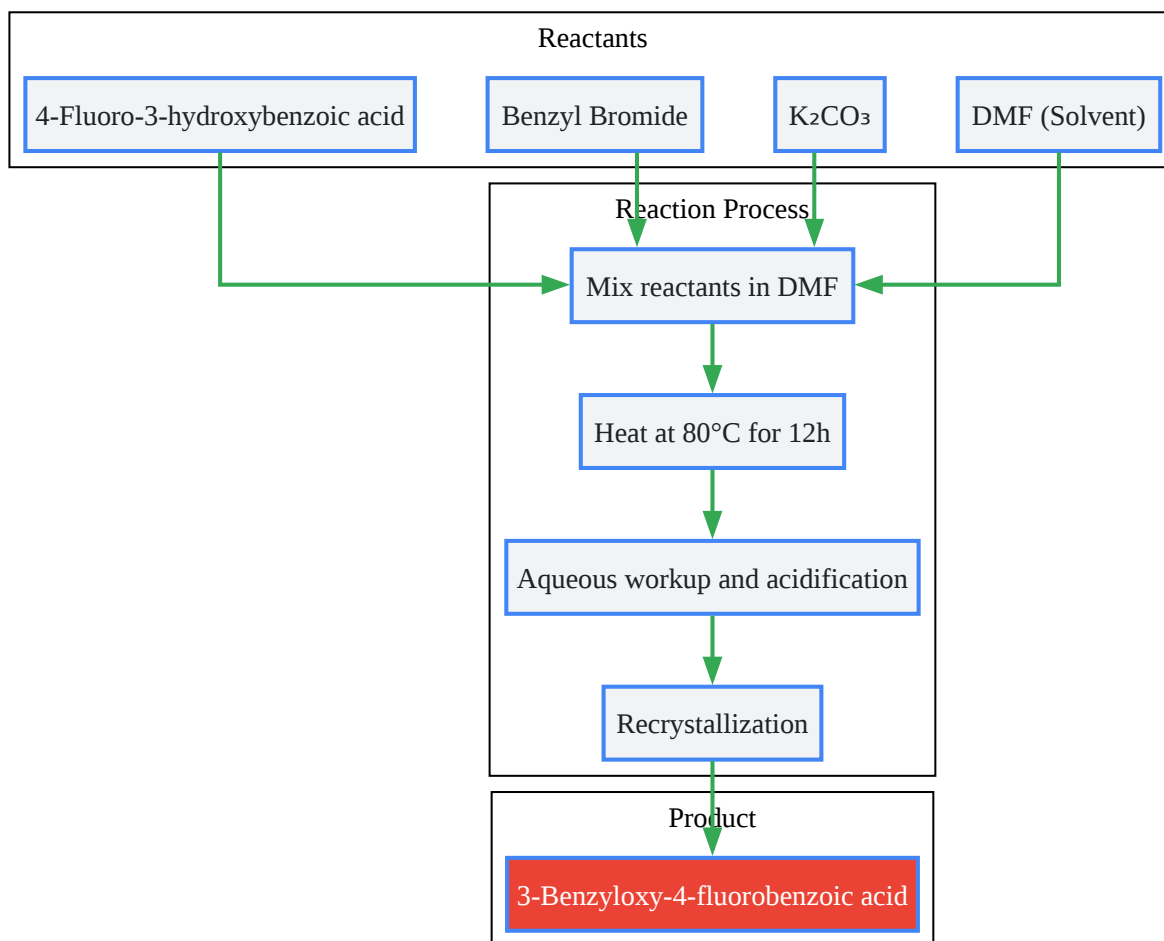 Reactants
4-Fluoro-3-hydroxybenzoic acid
Benzyl Bromide
K₂CO₃
DMF (Solvent)
Reaction Process
Mix reactants in DMF
Heat at 80°C for 12h
Aqueous workup and acidification
Recrystallization
Product
3-Benzyloxy-4-fluorobenzoic acid